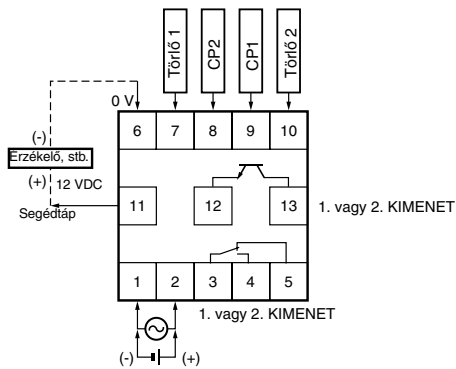 Törlő 1
CP2
CP1
Törlő 2
0 V
6 7 8 9 10
(-)
Érzékelő, stb.
(+) 12 VDC
Segédtáp
11 12 13
1. vagy 2. KIMENET
1 2 3 4 5
1. vagy 2. KIMENET
(-) (+)